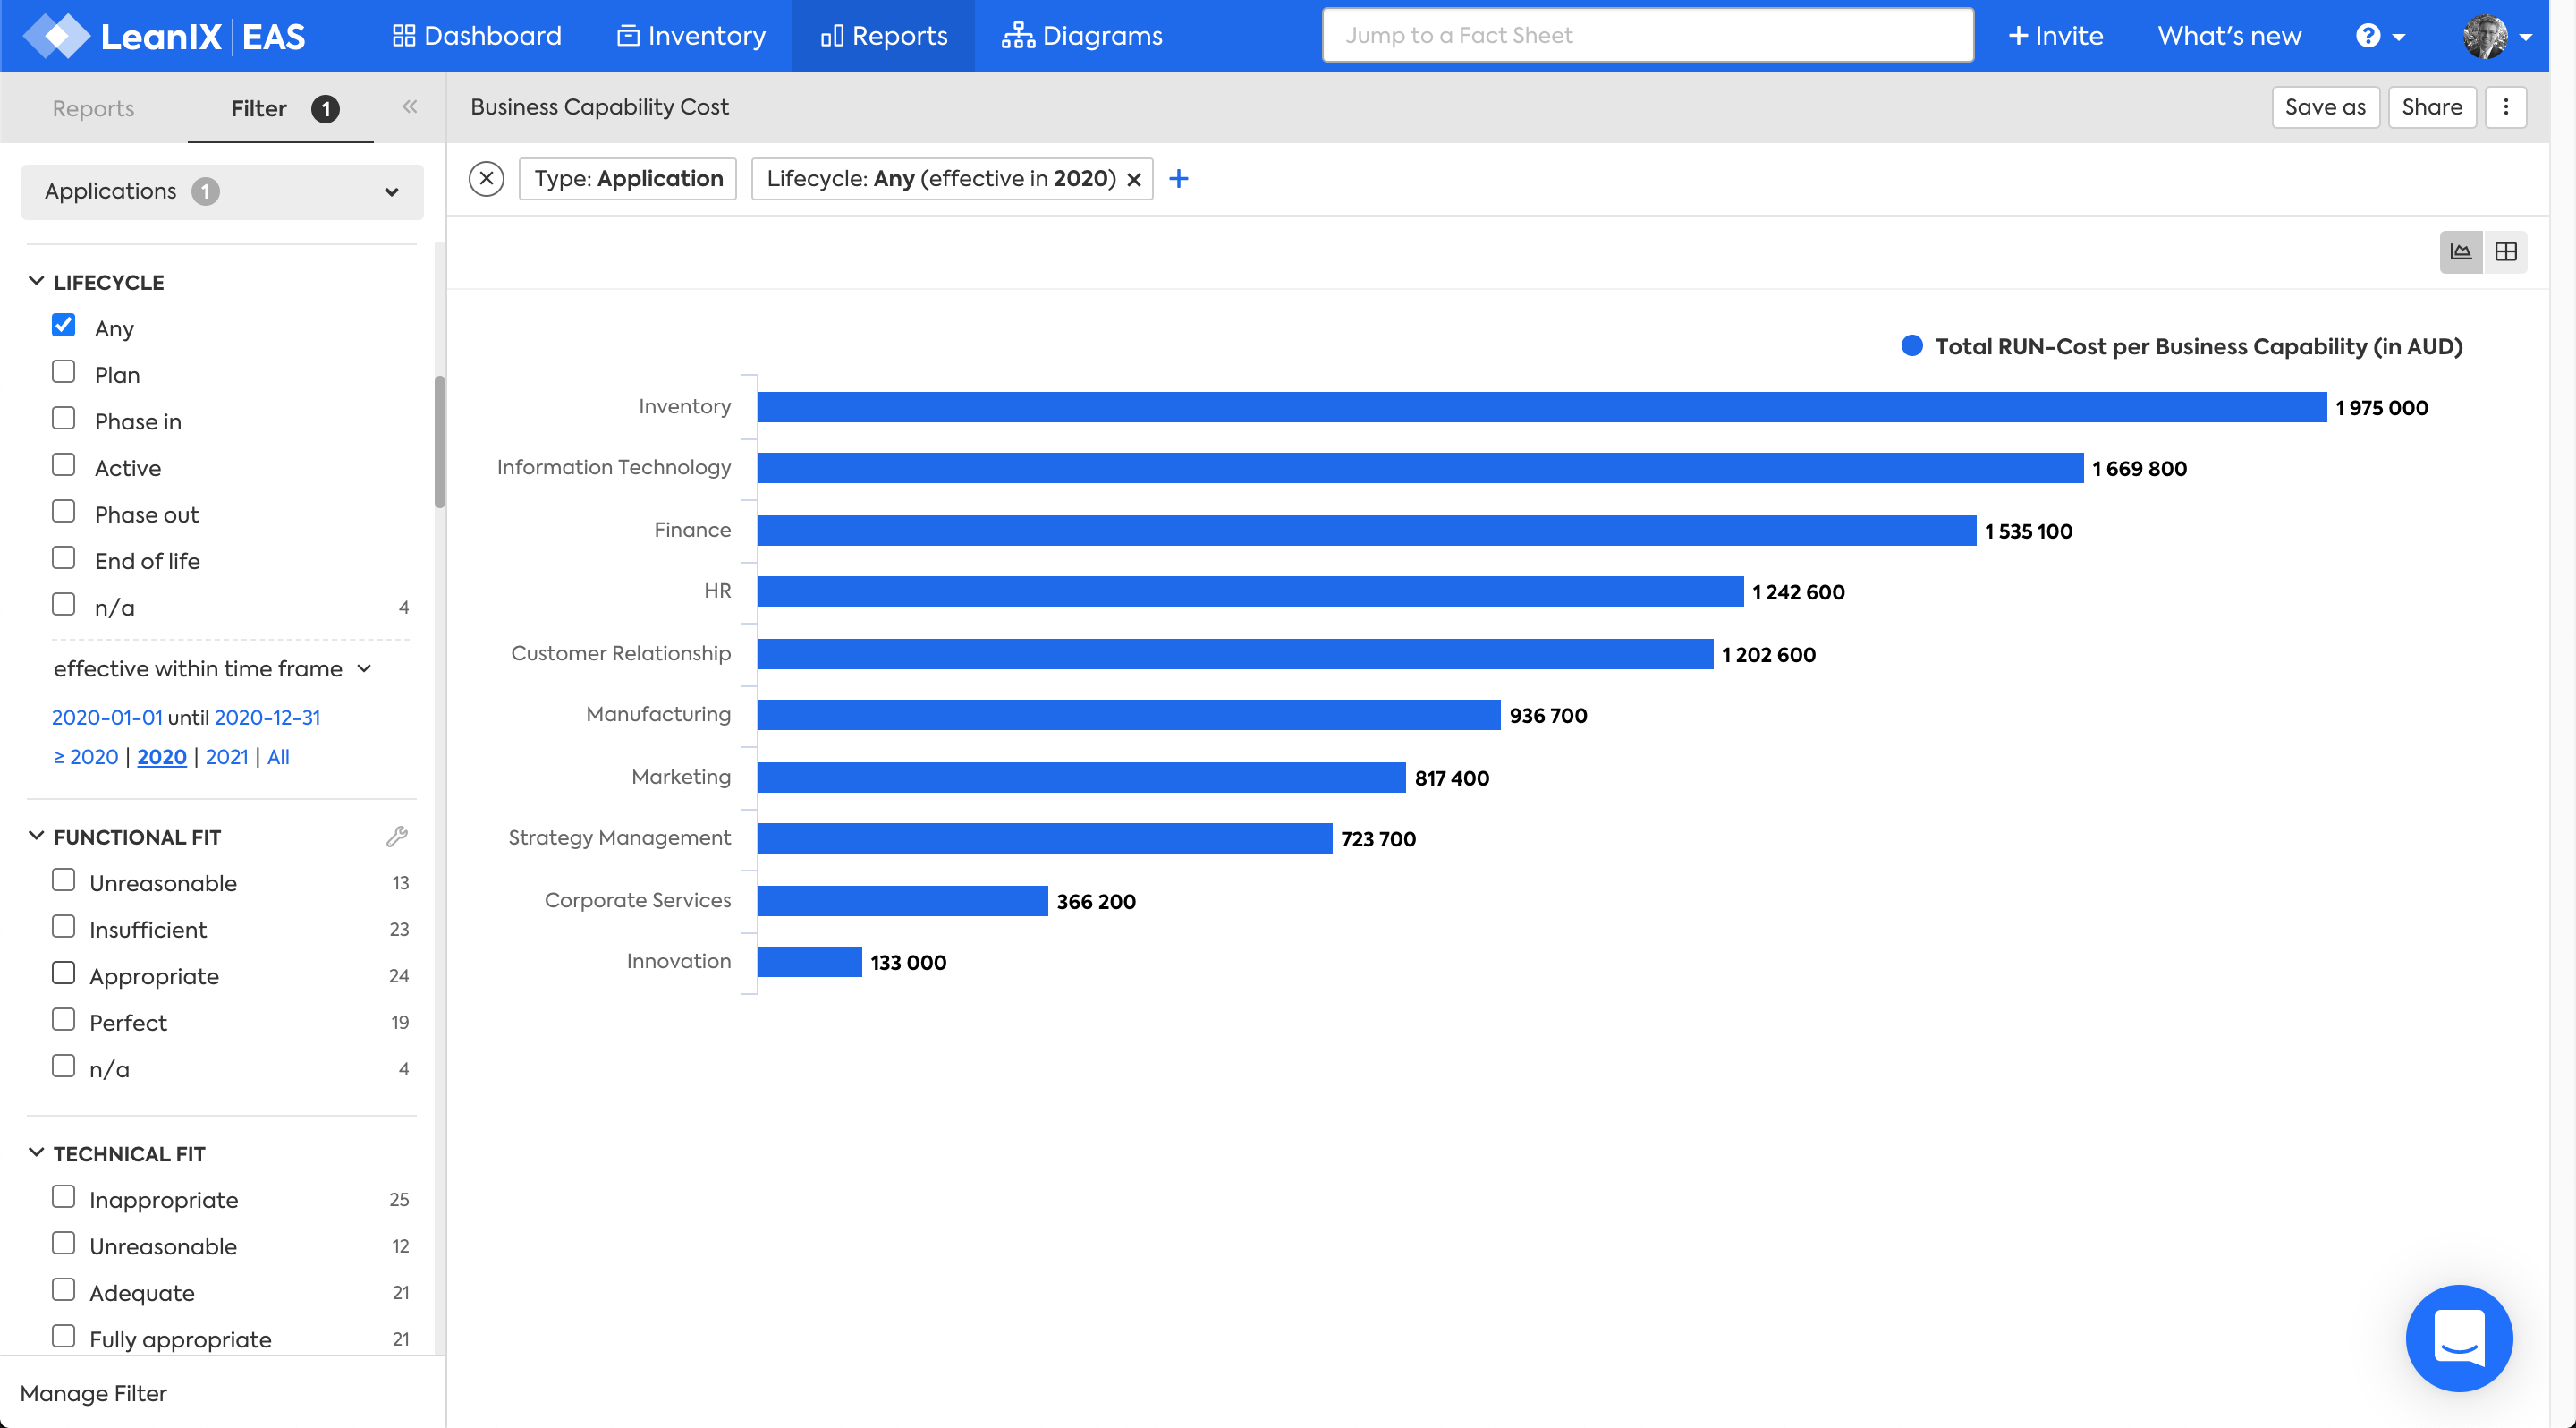 LeanIX EAS
Dashboard
Inventory
Reports
Diagrams
Jump to a Fact Sheet
+ Invite
What's new
?
Reports
Filter 1
«
Business Capability Cost
Save as
Share
Applications 1
Type: Application
Lifecycle: Any (effective in 2020) ×
+
LIFECYCLE
Any
Plan
Phase in
Active
Phase out
End of life
n/a 4
effective within time frame
2020-01-01 until 2020-12-31
≥ 2020 | 2020 | 2021 | All
FUNCTIONAL FIT
Unreasonable 13
Insufficient 23
Appropriate 24
Perfect 19
n/a 4
TECHNICAL FIT
Inappropriate 25
Unreasonable 12
Adequate 21
Fully appropriate 21
Manage Filter
Total RUN-Cost per Business Capability (in AUD)
Inventory 1 975 000
Information Technology 1 669 800
Finance 1 535 100
HR 1 242 600
Customer Relationship 1 202 600
Manufacturing 936 700
Marketing 817 400
Strategy Management 723 700
Corporate Services 366 200
Innovation 133 000